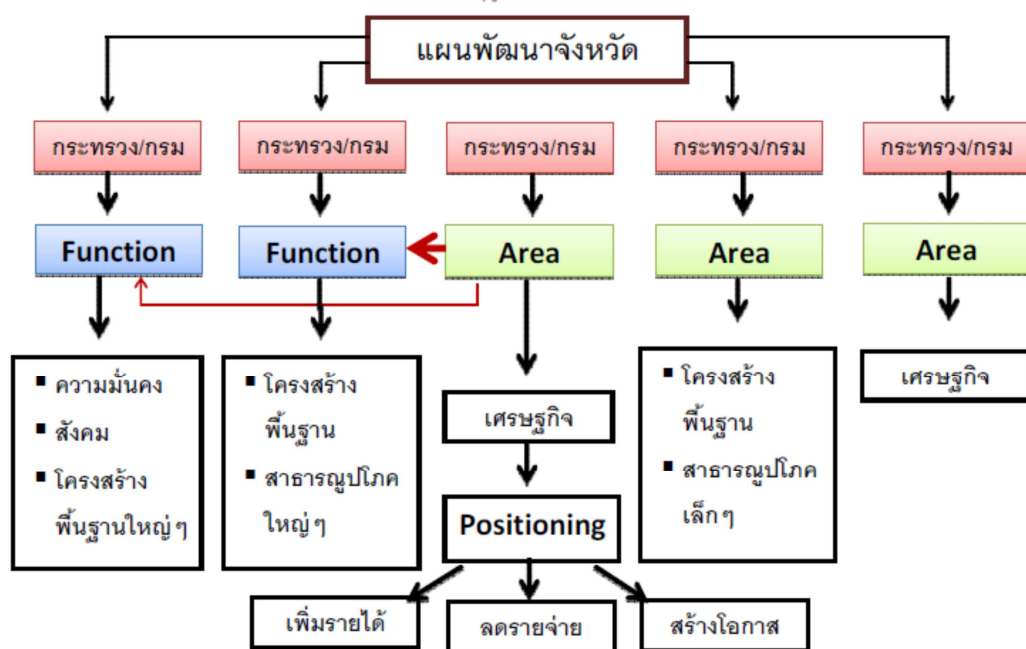 แผนพัฒนาจังหวัด
กระทรวง/กรม
กระทรวง/กรม
กระทรวง/กรม
กระทรวง/กรม
กระทรวง/กรม
Function
Function
Area
Area
Area
▪ ความมั่นคง
▪ สังคม
▪ โครงสร้าง
พื้นฐานใหญ่ๆ
▪ โครงสร้าง
พื้นฐาน
▪ สาธารณูปโภค
ใหญ่ๆ
เศรษฐกิจ
Positioning
▪ โครงสร้าง
พื้นฐาน
▪ สาธารณูปโภค
เล็กๆ
เศรษฐกิจ
เพิ่มรายได้
ลดรายจ่าย
สร้างโอกาส